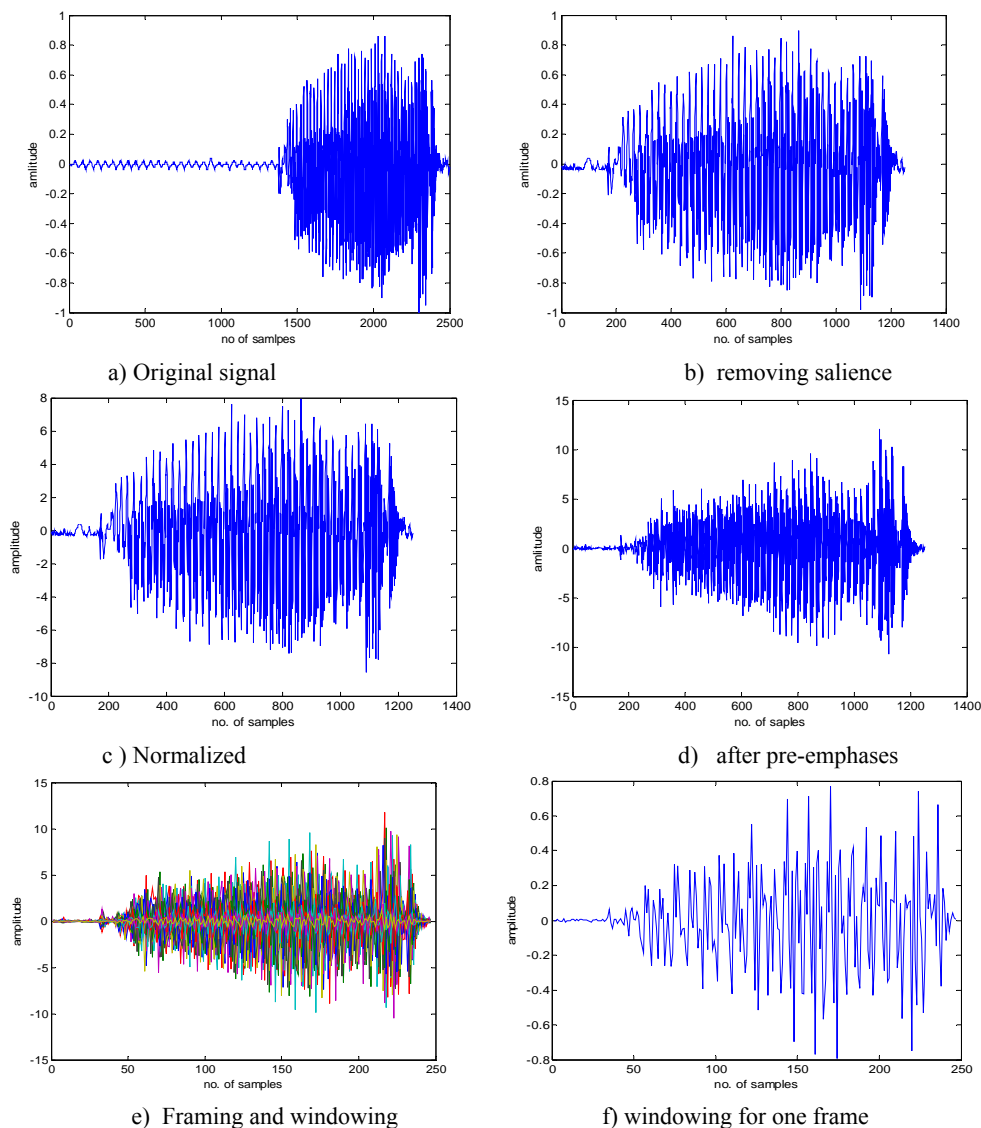 1
0.8
0.6
0.4
0.2
0
-0.2
-0.4
-0.6
-0.8
-1
amlitude
0 500 1000 1500 2000 2500
no of samlpes
a) Original signal
1
0.8
0.6
0.4
0.2
0
-0.2
-0.4
-0.6
-0.8
-1
amlitude
0 200 400 600 800 1000 1200 1400
no. of samples
b) removing salience
8
6
4
2
0
-2
-4
-6
-8
-10
amplitude
0 200 400 600 800 1000 1200 1400
no. of samples
c ) Normalized
15
10
5
0
-5
-10
-15
amlitude
0 200 400 600 800 1000 1200 1400
no. of saples
d) after pre-emphases
15
10
5
0
-5
-10
-15
amplitude
0 50 100 150 200 250
no. of samples
e) Framing and windowing
0.8
0.6
0.4
0.2
0
-0.2
-0.4
-0.6
-0.8
amplitude
0 50 100 150 200 250
no. of samples
f) windowing for one frame